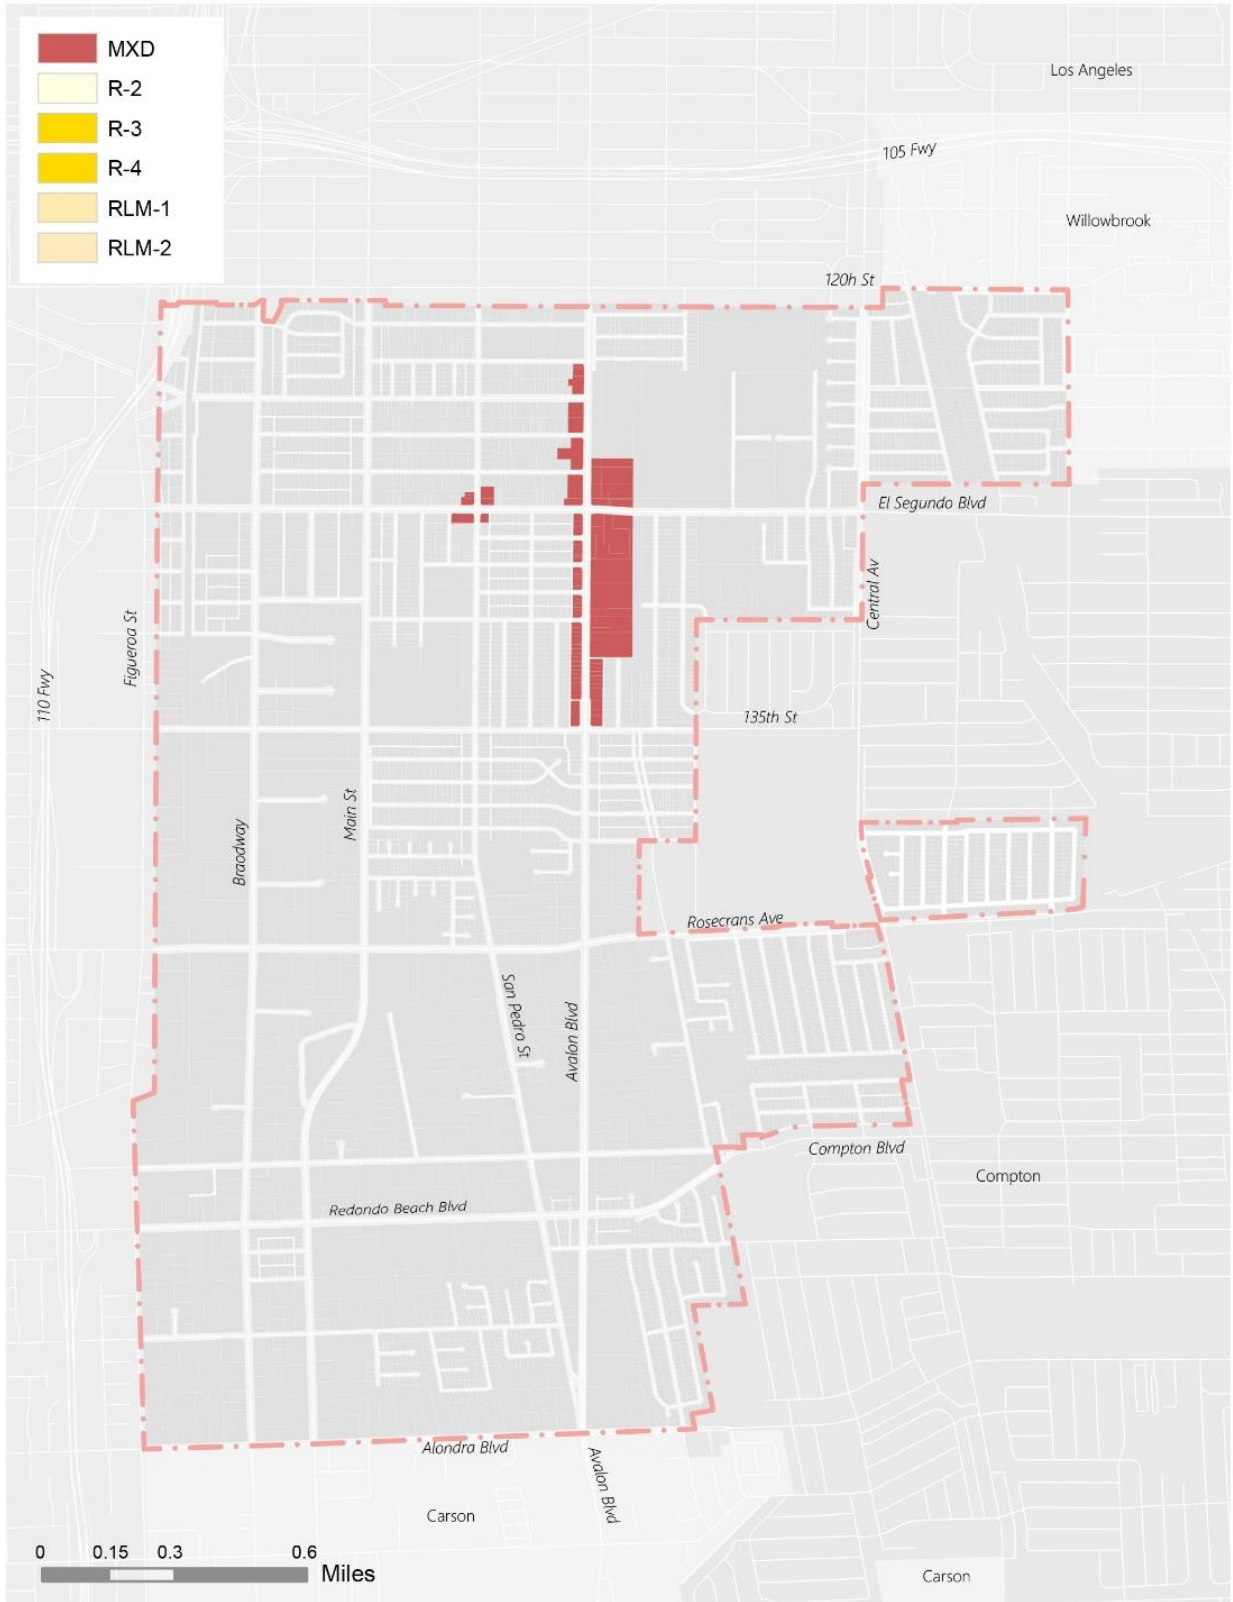 MXD
R-2
R-3
R-4
RLM-1
RLM-2
Los Angeles
105 Fwy
Willowbrook
120h St
El Segundo Blvd
Central Av
Figueroa St
110 Fwy
135th St
Main St
Braodway
Rosecrans Ave
San Pedro St
Avalon Blvd
Compton Blvd
Compton
Redondo Beach Blvd
Alondra Blvd
Avalon Blvd
Carson
0 0.15 0.3 0.6
Miles
Carson